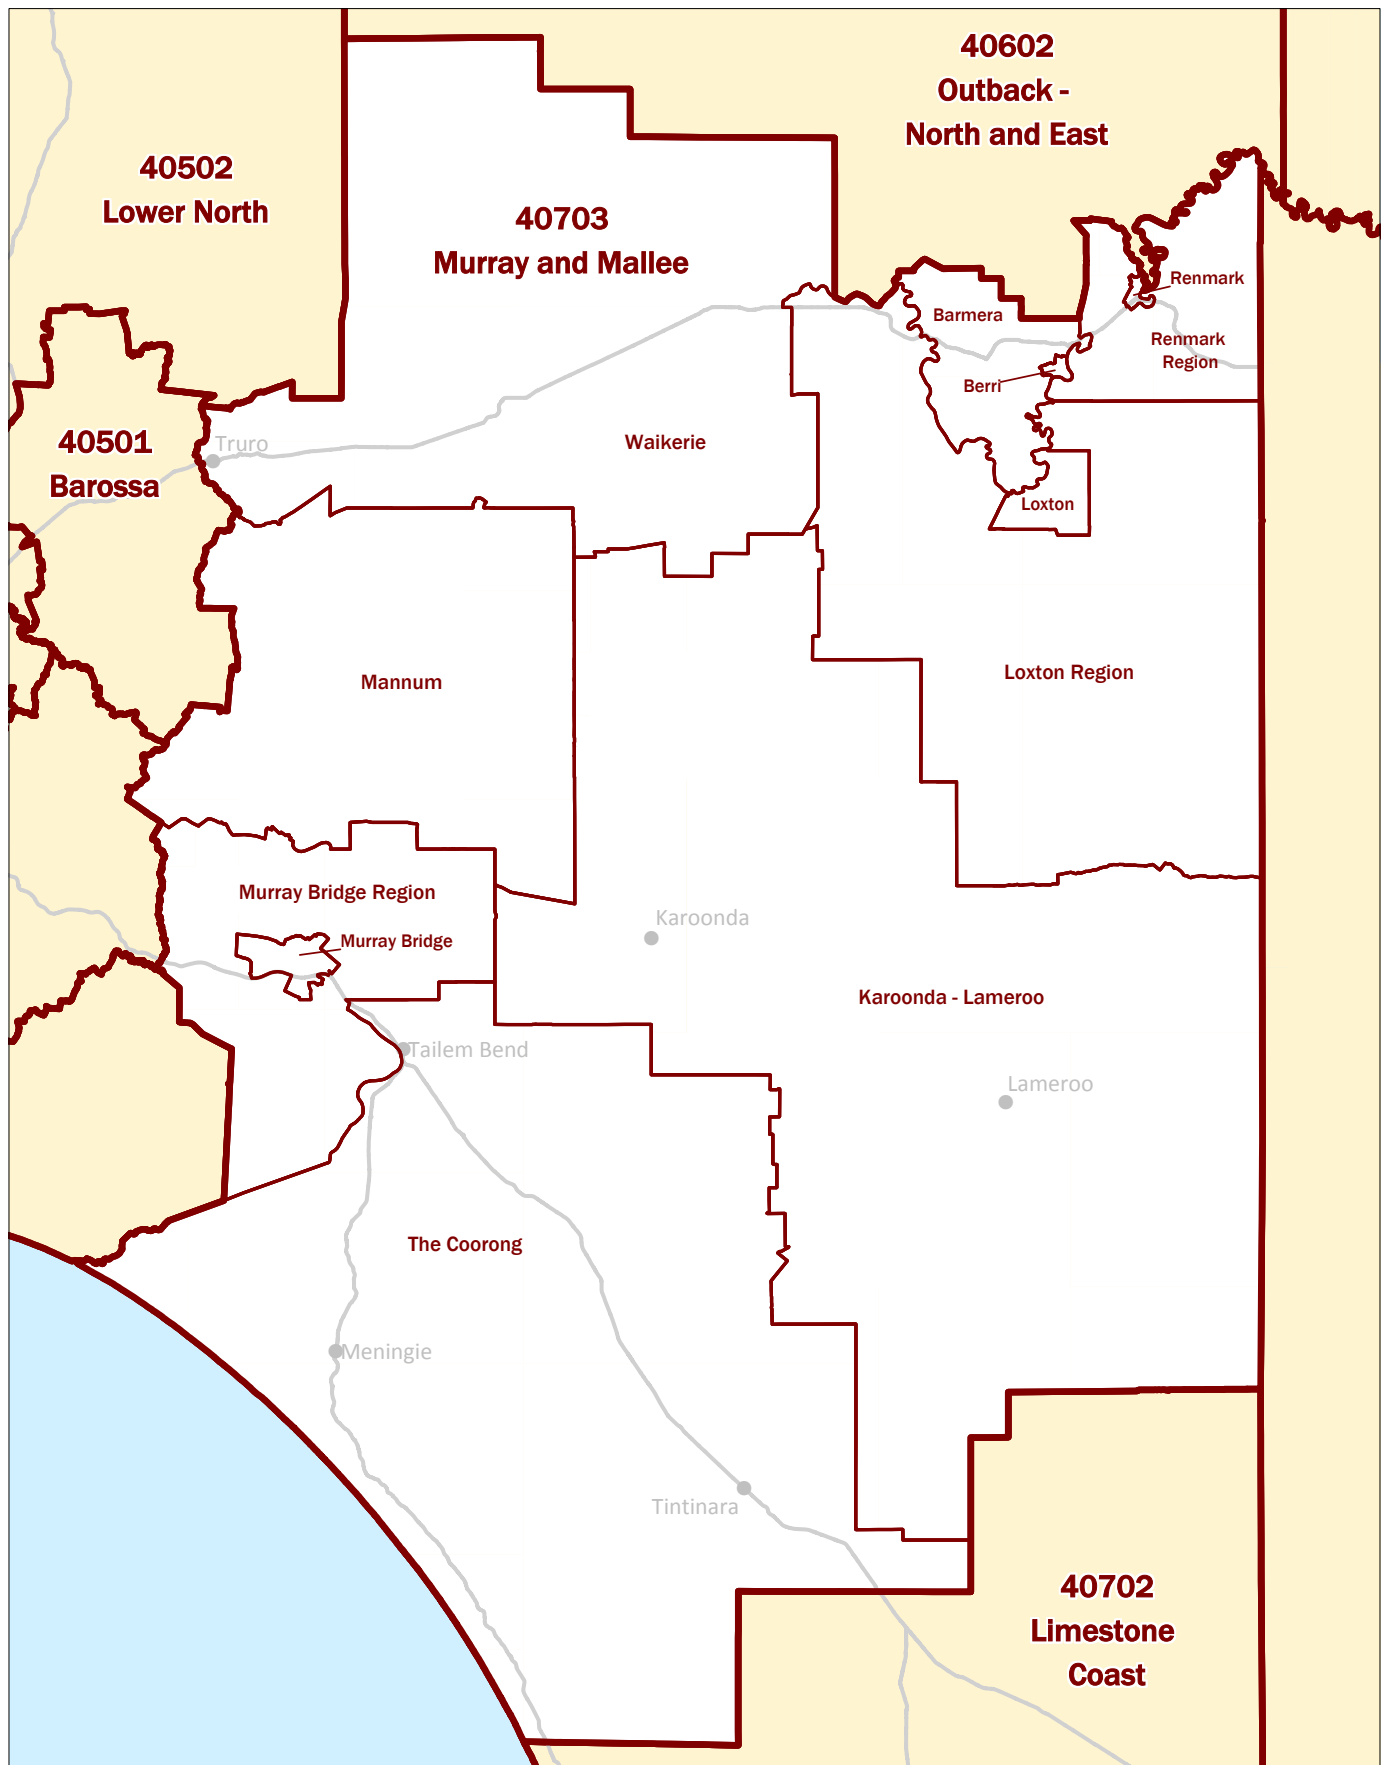 40602
Outback -
North and East
40502
Lower North
40703
Murray and Mallee
Renmark
Barmera
Renmark
Region
Berri
40501
Barossa
Truro
Waikerie
Loxton
Mannum
Loxton Region
Murray Bridge Region
Karoonda
Murray Bridge
Karoonda - Lameroo
Tailem Bend
Lameroo
The Coorong
Meningie
Tintinara
40702
Limestone
Coast